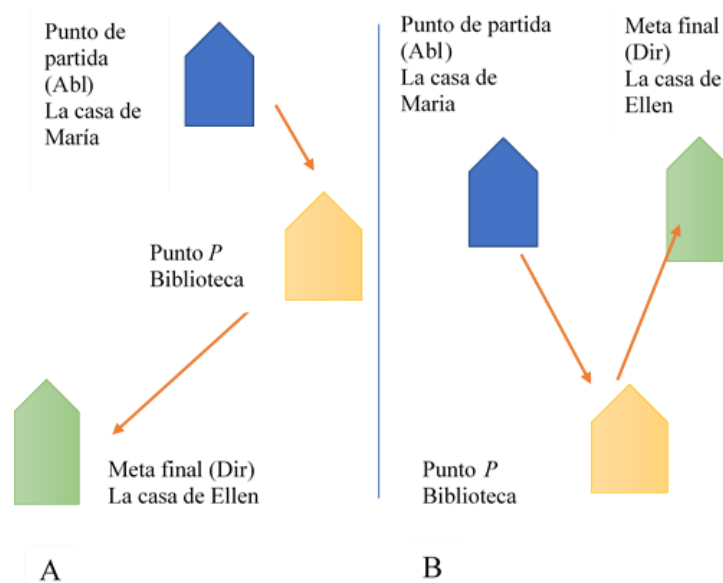 Punto de
partida
(Abl)
La casa de
María
Punto P
Biblioteca
Meta final (Dir)
La casa de Ellen
A
Punto de partida
(Abl)
La casa de
Maria
Meta final
(Dir)
La casa de
Ellen
Punto P
Biblioteca
B